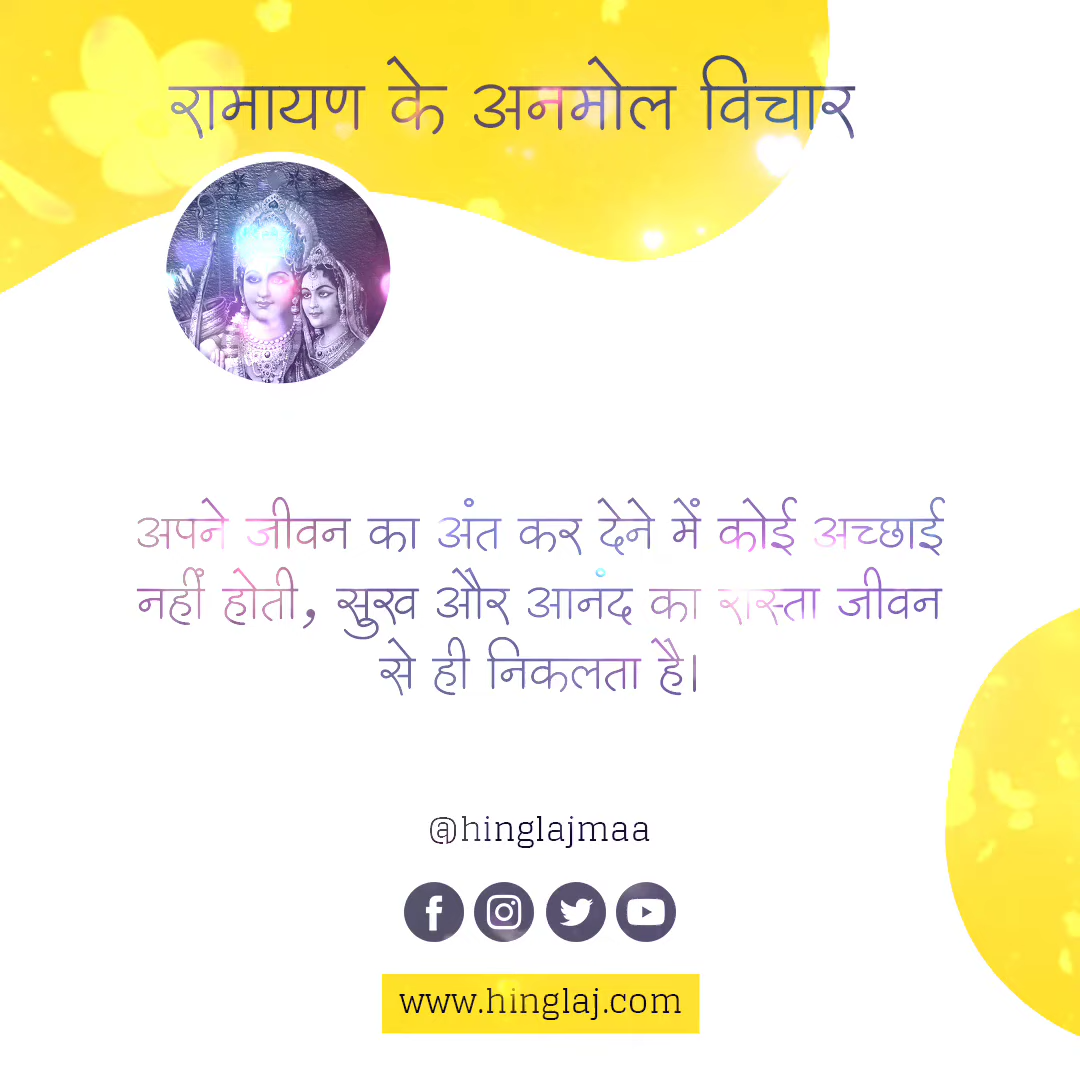 रामायण के अनमोल विचार
अपने जीवन का अंत कर देने में कोई अच्छाई
नहीं होती, सुख और आनंद का रास्ता जीवन
से ही निकलता है।
@hinglajmaa
www.hinglaj.com